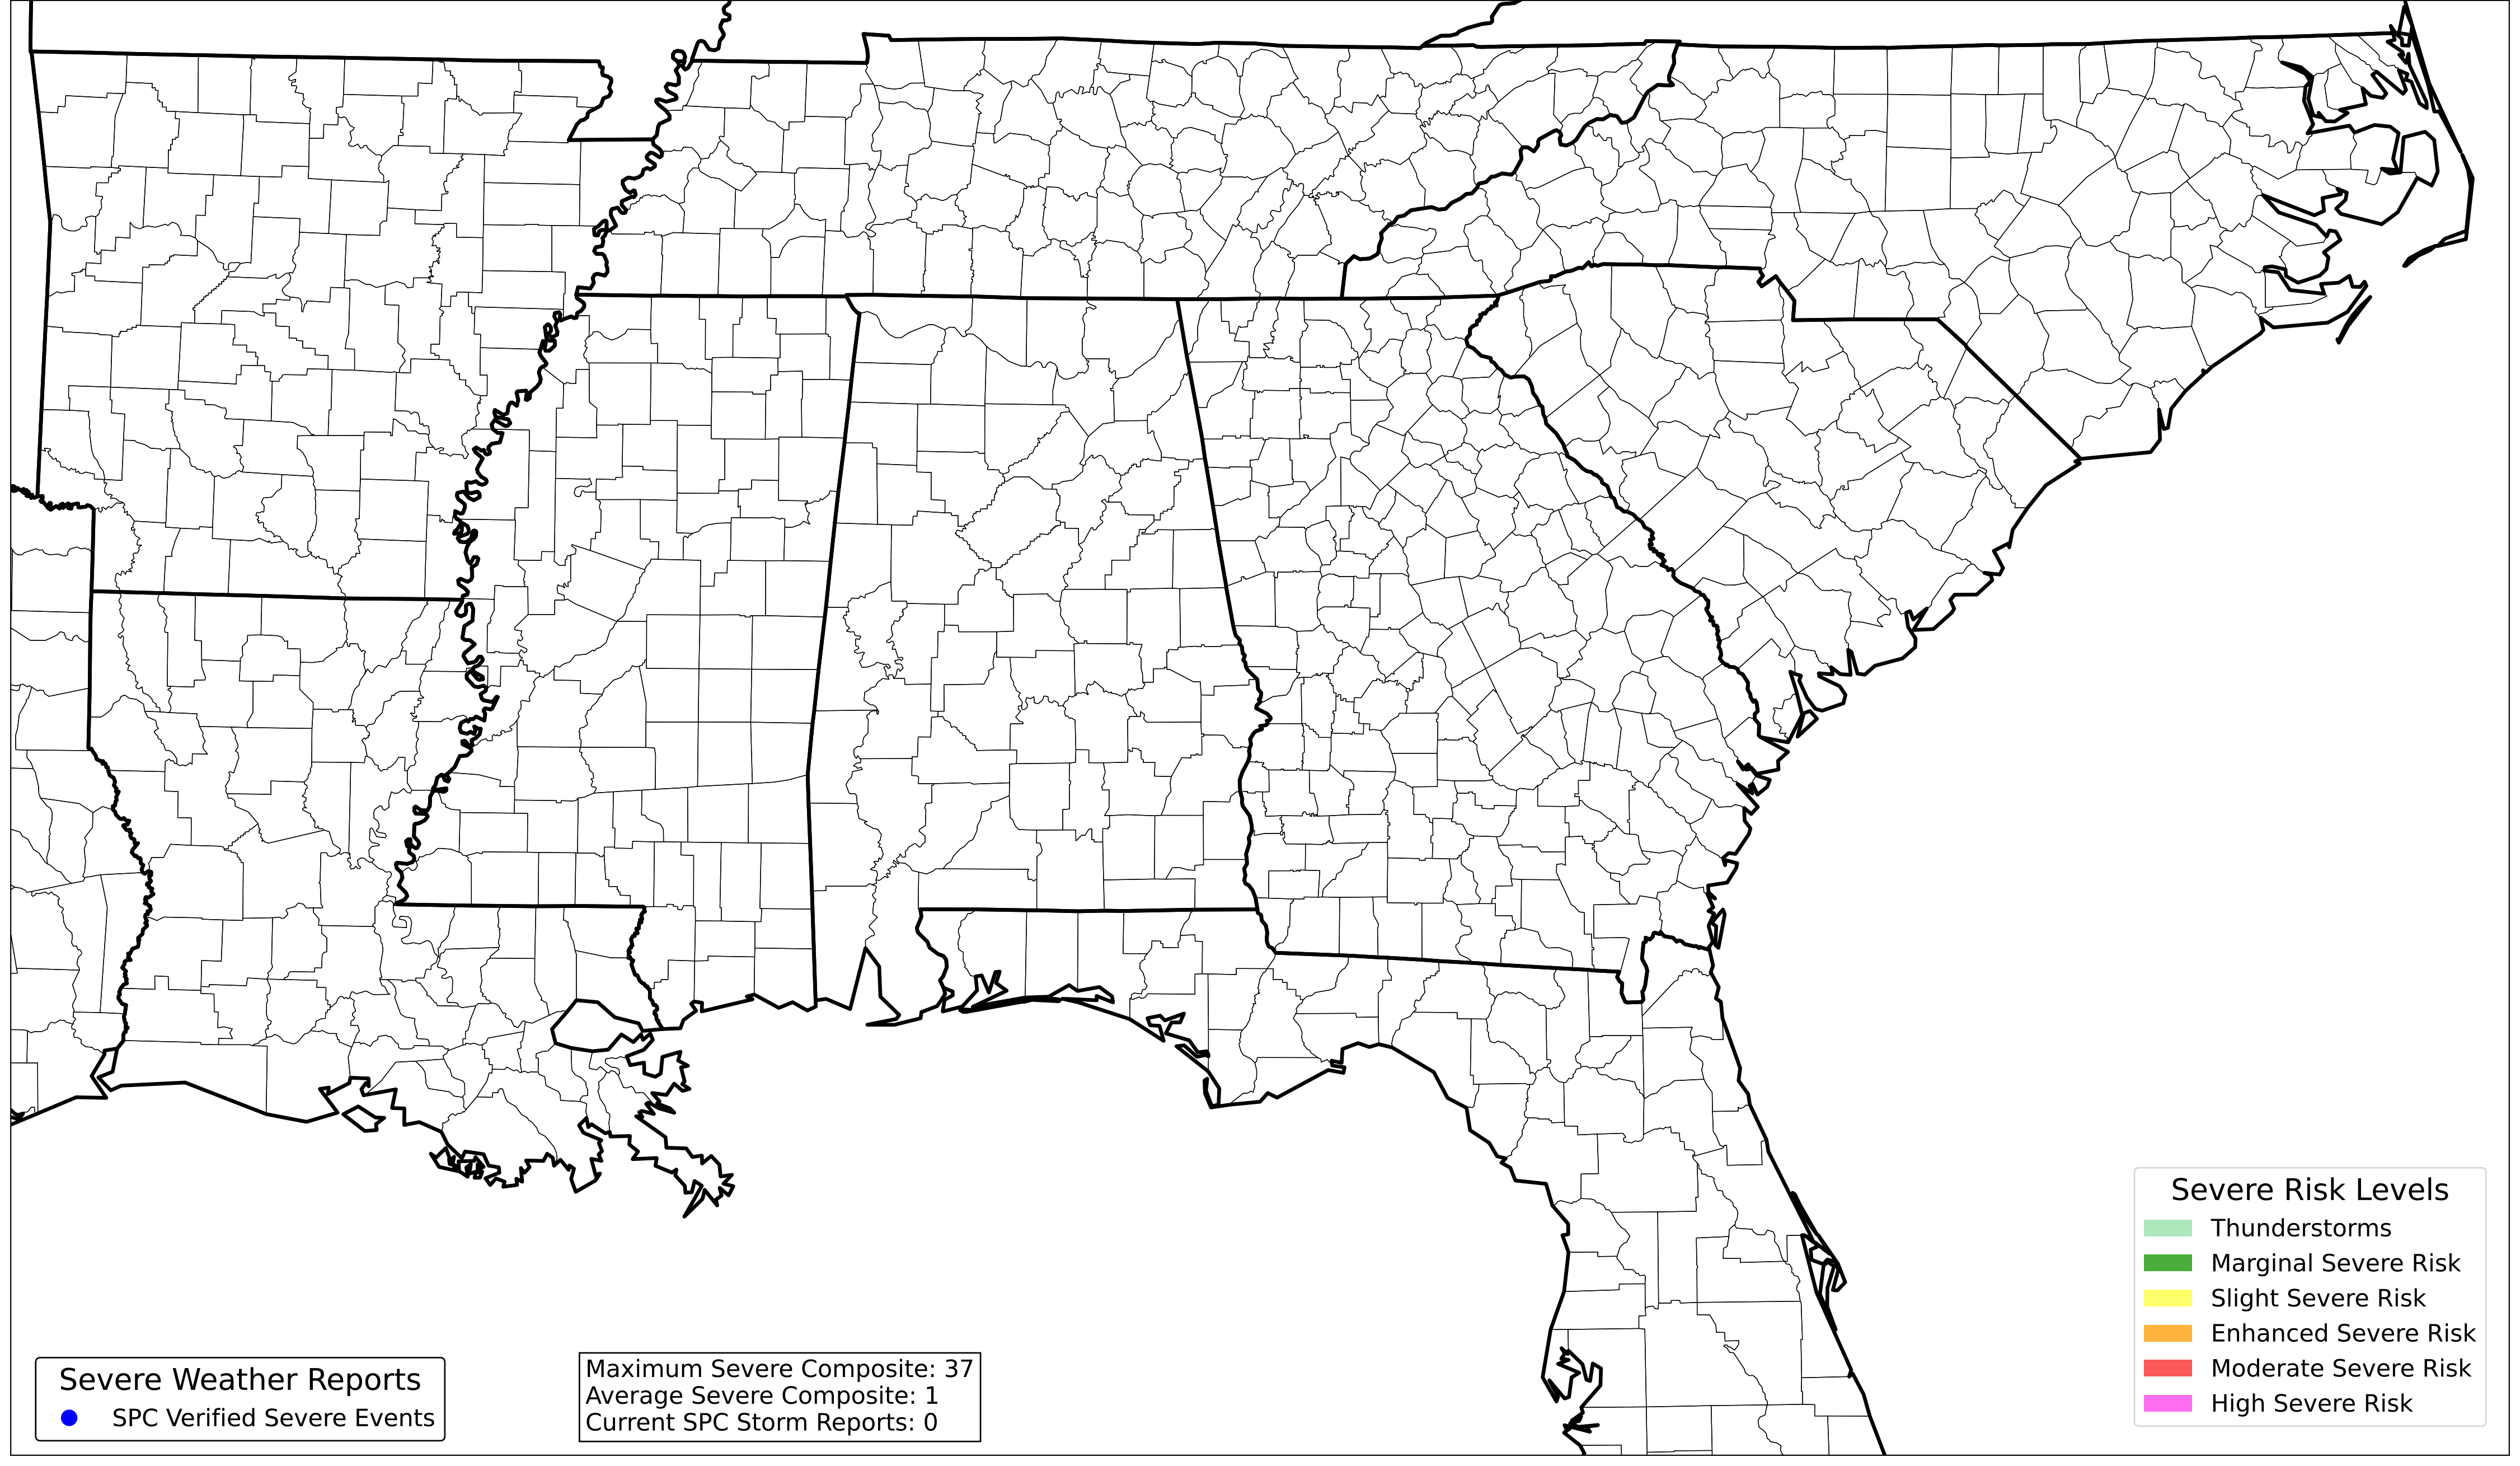 Severe Risk Levels
Thunderstorms
Marginal Severe Risk
Slight Severe Risk
Enhanced Severe Risk
Moderate Severe Risk
High Severe Risk
Severe Weather Reports
SPC Verified Severe Events
Maximum Severe Composite: 37
Average Severe Composite: 1
Current SPC Storm Reports: 0